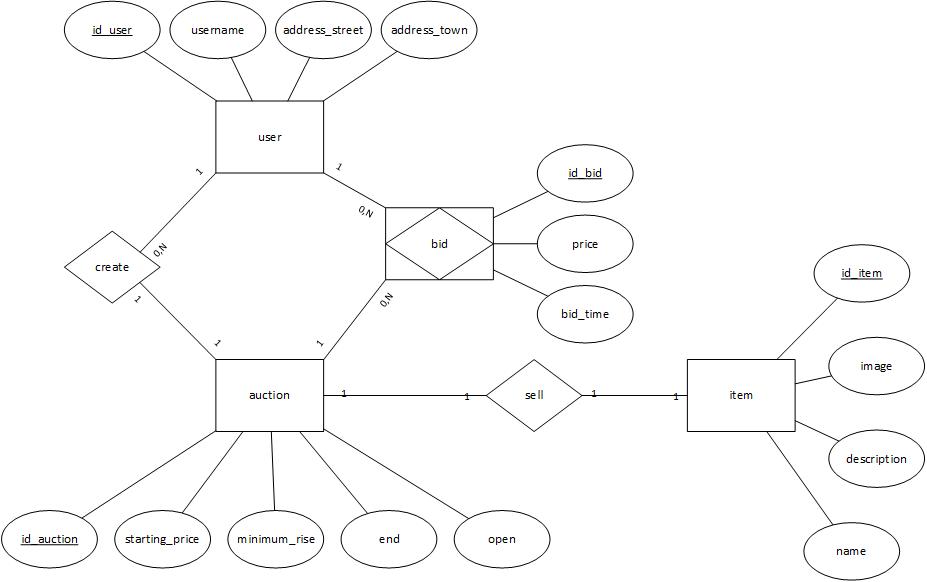 id_user
username
address_street
address_town
user
1
1
0,N
0,N
id_bid
bid
price
bid_time
create
1
0,N
1
1
id_item
image
auction
1
1
sell
1
1
item
description
id_auction
starting_price
minimum_rise
end
open
name